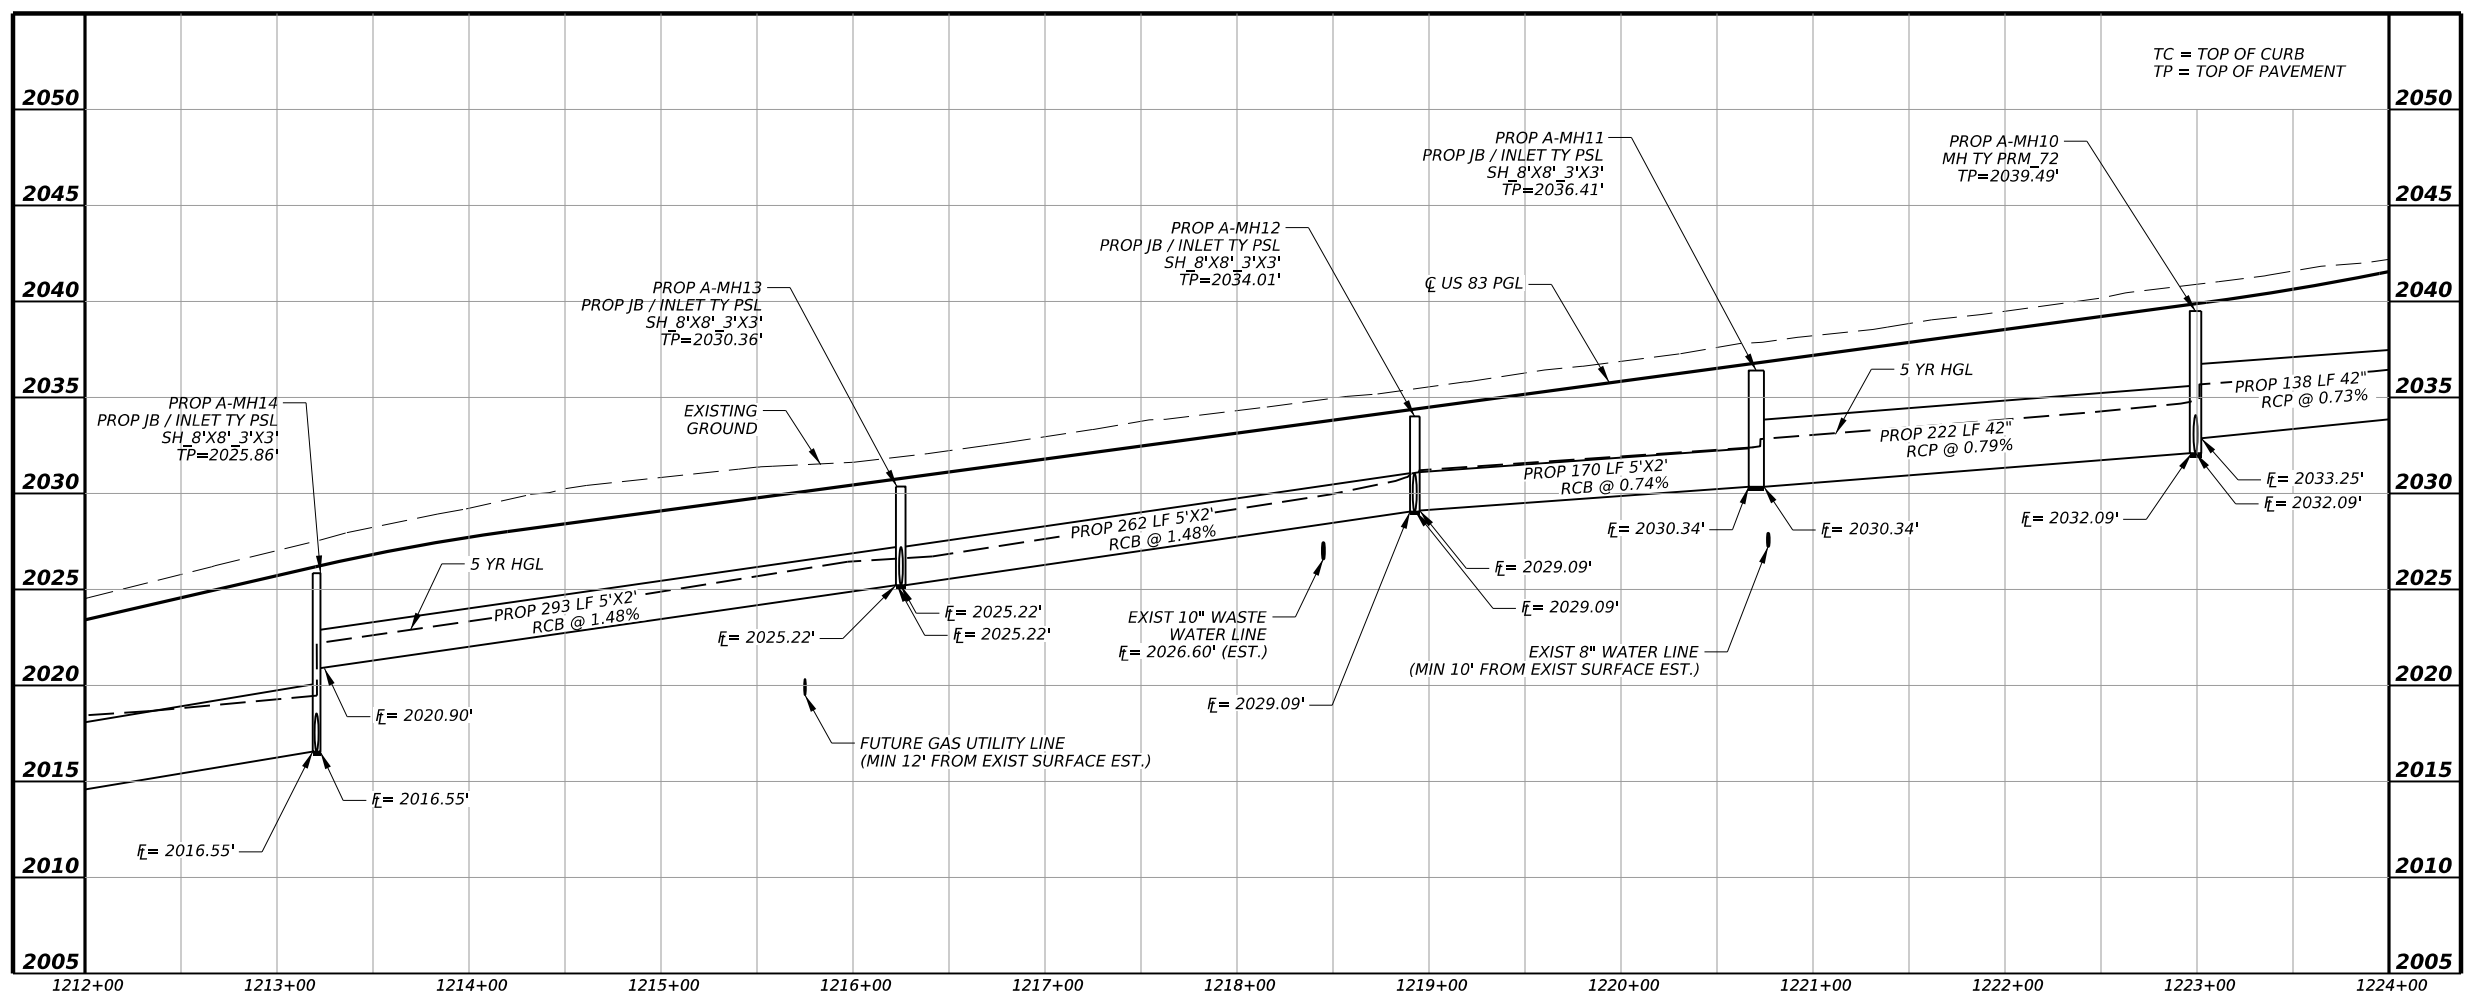 TC = TOP OF CURB
TP = TOP OF PAVEMENT
2050
2050
2045
2045
2040
2040
2035
2035
2030
2030
2025
2025
2020
2020
2015
2015
2010
2010
2005
2005
PROP A-MH14
PROP JB / INLET TY PSL
SH_8'X8'_3'X3'
TP=2025.86'
PROP A-MH13
PROP JB / INLET TY PSL
SH_8'X8'_3'X3'
TP=2030.36'
EXISTING
GROUND
PROP A-MH12
PROP JB / INLET TY PSL
SH_8'X8'_3'X3'
TP=2034.01'
℄ US 83 PGL
PROP A-MH11
PROP JB / INLET TY PSL
SH_8'X8'_3'X3'
TP=2036.41'
PROP A-MH10
MH TY PRM_72
TP=2039.49'
5 YR HGL
5 YR HGL
PROP 293 LF 5'X2'
RCB @ 1.48%
PROP 262 LF 5'X2'
RCB @ 1.48%
PROP 170 LF 5'X2'
RCB @ 0.74%
PROP 222 LF 42"
RCP @ 0.79%
PROP 138 LF 42"
RCP @ 0.73%
FL= 2016.55'
FL= 2016.55'
FL= 2020.90'
FL= 2025.22'
FL= 2025.22'
FL= 2025.22'
FUTURE GAS UTILITY LINE
(MIN 12' FROM EXIST SURFACE EST.)
EXIST 10" WASTE
WATER LINE
FL= 2026.60' (EST.)
FL= 2029.09'
FL= 2029.09'
FL= 2029.09'
EXIST 8" WATER LINE
(MIN 10' FROM EXIST SURFACE EST.)
FL= 2030.34'
FL= 2030.34'
FL= 2032.09'
FL= 2033.25'
FL= 2032.09'
1212+00
1213+00
1214+00
1215+00
1216+00
1217+00
1218+00
1219+00
1220+00
1221+00
1222+00
1223+00
1224+00